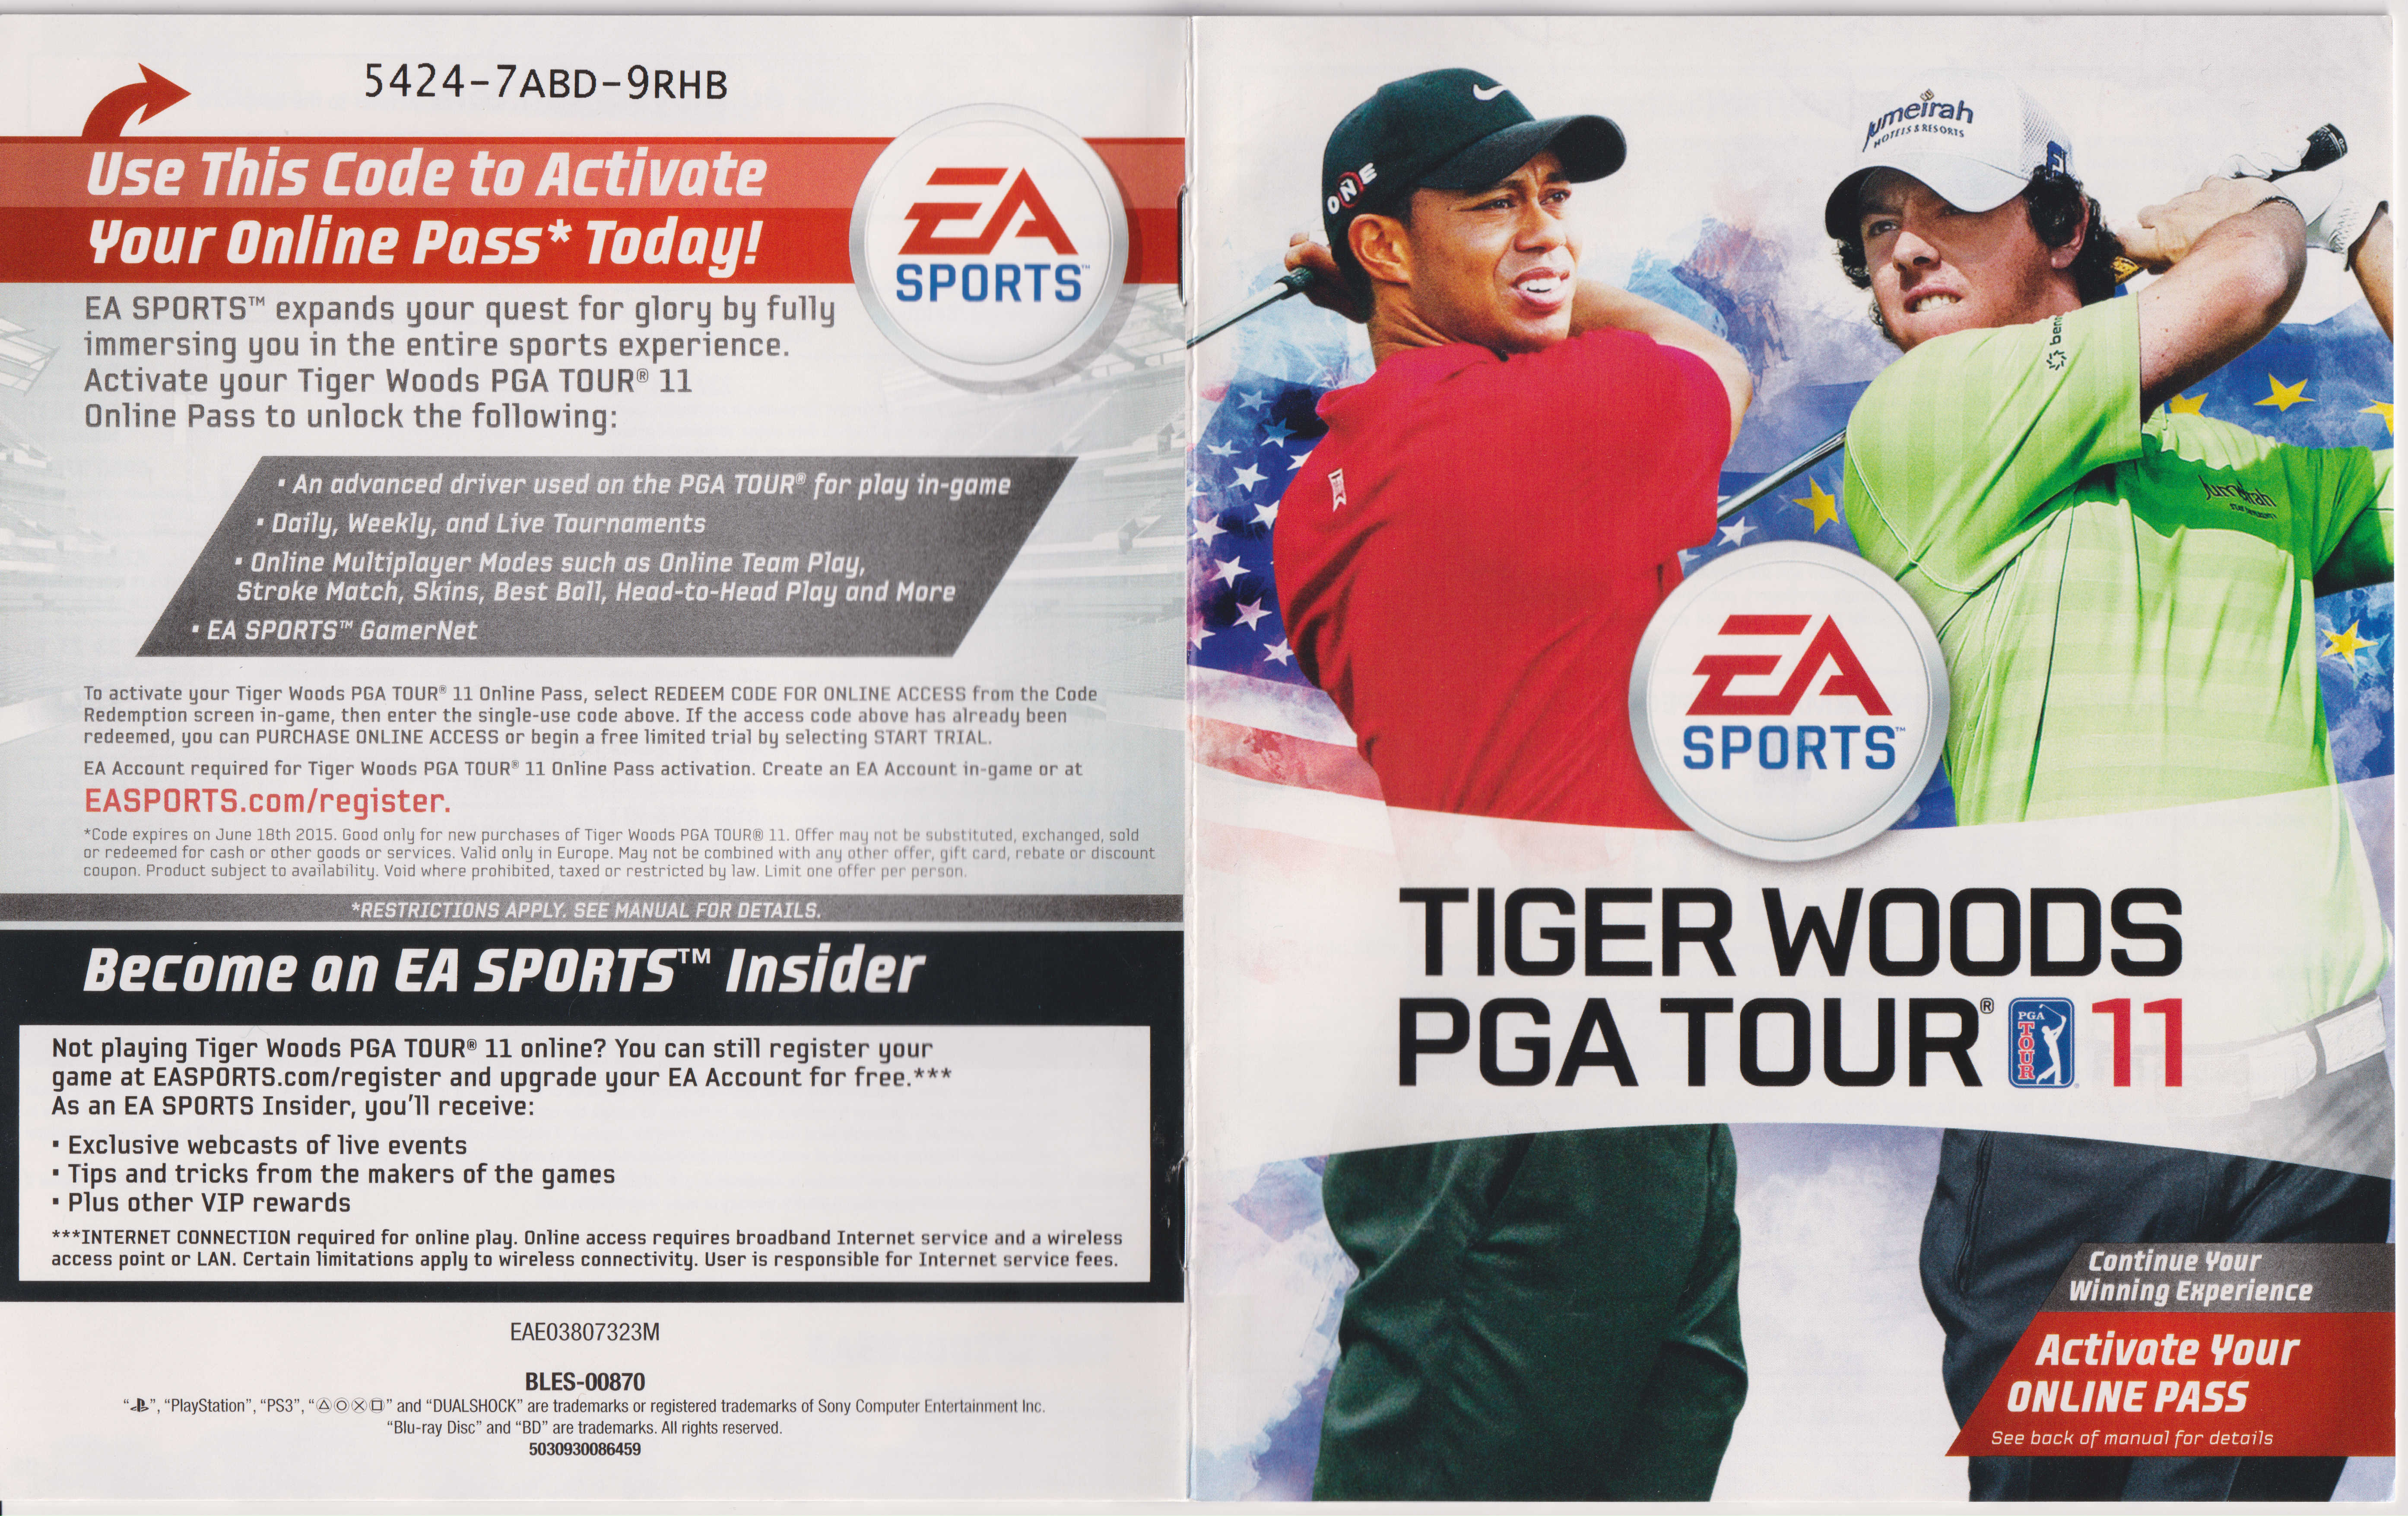 5424-7ABD-9RHB
Use This Code to Activate
Your Online Pass* Today!
EA
SPORTS™
EA SPORTS™ expands your quest for glory by fully
immersing you in the entire sports experience.
Activate your Tiger Woods PGA TOUR® 11
Online Pass to unlock the following:
▪ An advanced driver used on the PGA TOUR® for play in-game
▪ Daily, Weekly, and Live Tournaments
▪ Online Multiplayer Modes such as Online Team Play,
Stroke Match, Skins, Best Ball, Head-to-Head Play and More
▪ EA SPORTS™ GamerNet
To activate your Tiger Woods PGA TOUR® 11 Online Pass, select REDEEM CODE FOR ONLINE ACCESS from the Code
Redemption screen in-game, then enter the single-use code above. If the access code above has already been
redeemed, you can PURCHASE ONLINE ACCESS or begin a free limited trial by selecting START TRIAL.
EA Account required for Tiger Woods PGA TOUR® 11 Online Pass activation. Create an EA Account in-game or at
EASPORTS.com/register.
*Code expires on June 18th 2015. Good only for new purchases of Tiger Woods PGA TOUR® 11. Offer may not be substituted, exchanged, sold
or redeemed for cash or other goods or services. Valid only in Europe. May not be combined with any other offer, gift card, rebate or discount
coupon. Product subject to availability. Void where prohibited, taxed or restricted by law. Limit one offer per person.
*RESTRICTIONS APPLY. SEE MANUAL FOR DETAILS.
Become an EA SPORTS™ Insider
Not playing Tiger Woods PGA TOUR® 11 online? You can still register your
game at EASPORTS.com/register and upgrade your EA Account for free.***
As an EA SPORTS Insider, you'll receive:
▪ Exclusive webcasts of live events
▪ Tips and tricks from the makers of the games
▪ Plus other VIP rewards
***INTERNET CONNECTION required for online play. Online access requires broadband Internet service and a wireless
access point or LAN. Certain limitations apply to wireless connectivity. User is responsible for Internet service fees.
EAE03807323M
BLES-00870
"PS", "PlayStation", "PS3", "△○✕□" and "DUALSHOCK" are trademarks or registered trademarks of Sony Computer Entertainment Inc.
"Blu-ray Disc" and "BD" are trademarks. All rights reserved.
5030930086459
ONE
Jumeirah
HOTELS & RESORTS
Jumeirah
EA
SPORTS™
TIGER WOODS
PGA TOUR® PGA TOUR 11
Continue Your
Winning Experience
Activate Your
ONLINE PASS
See back of manual for details